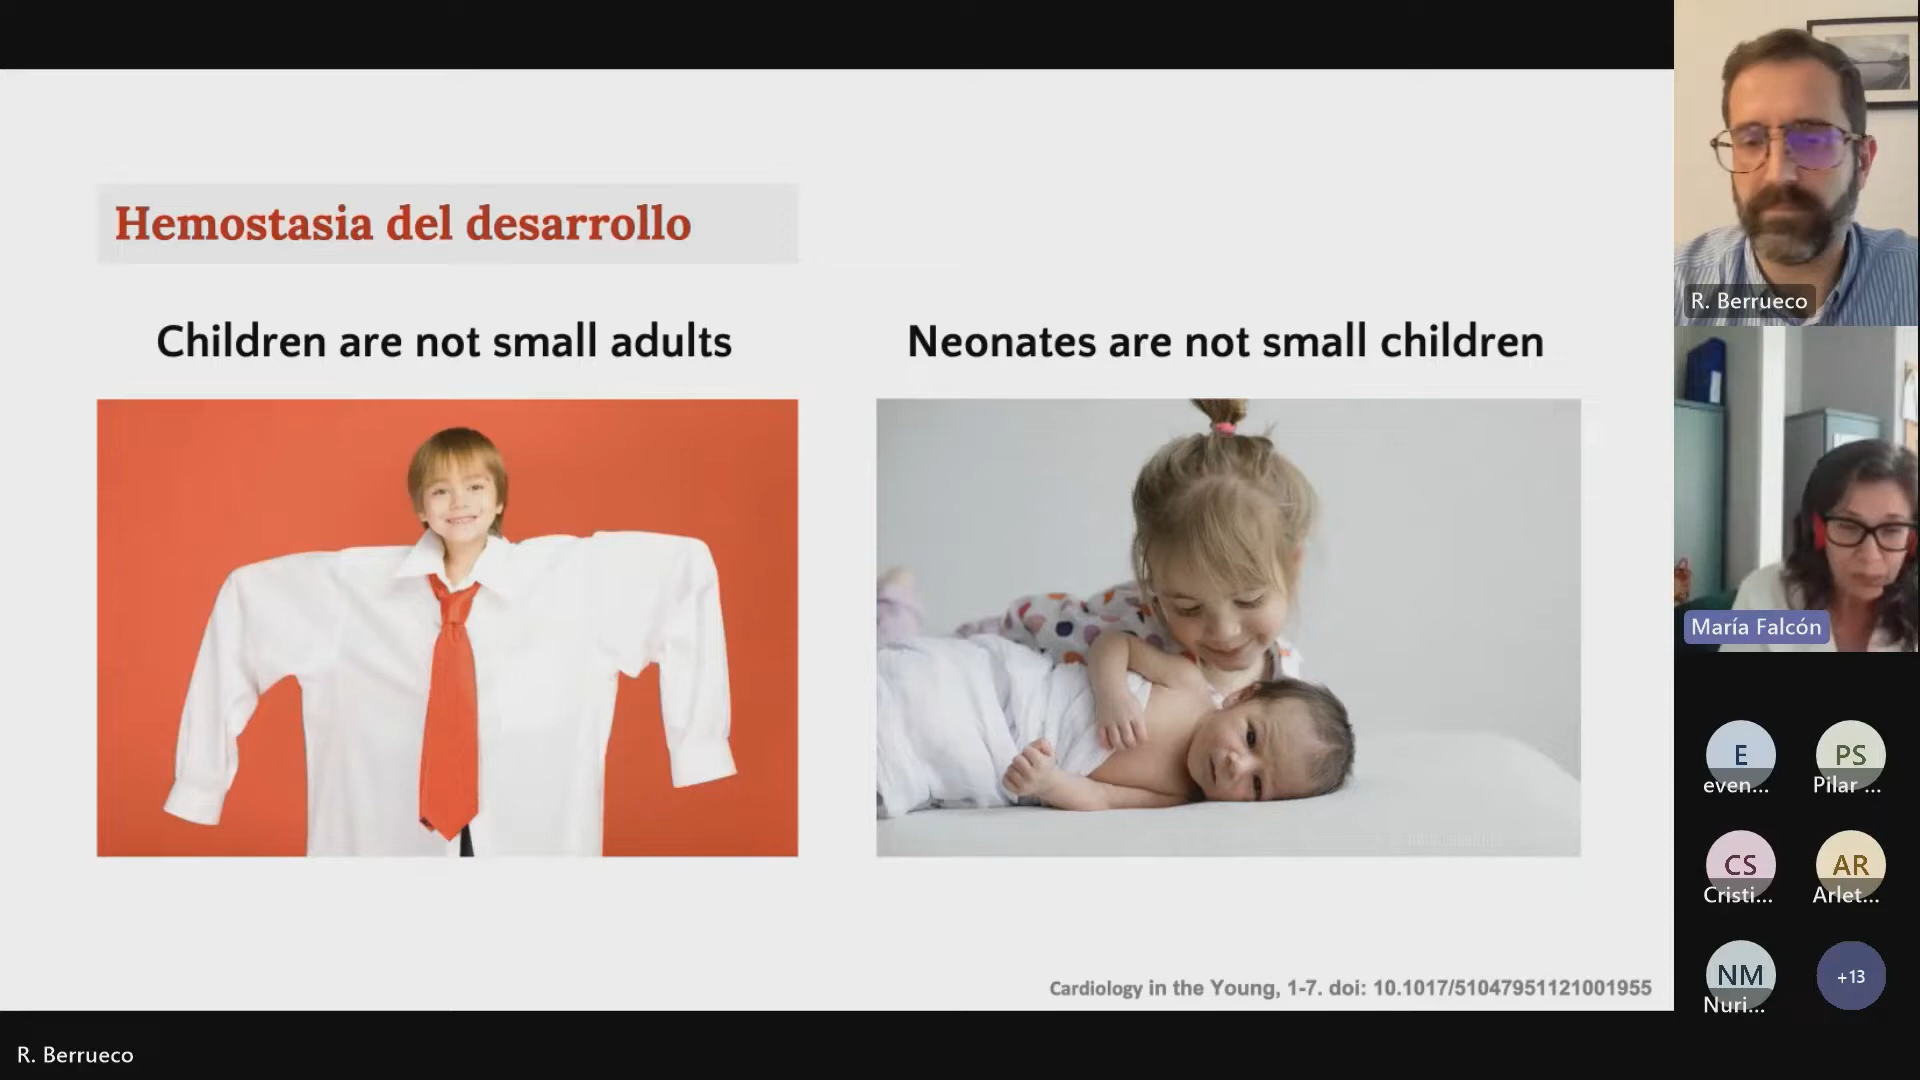 Hemostasia del desarrollo
Children are not small adults
Neonates are not small children
Cardiology in the Young, 1-7. doi: 10.1017/51047951121001955
R. Berrueco
María Falcón
E
even...
PS
Pilar ...
CS
Cristi...
AR
Arlet...
NM
Nuri...
+13
R. Berrueco